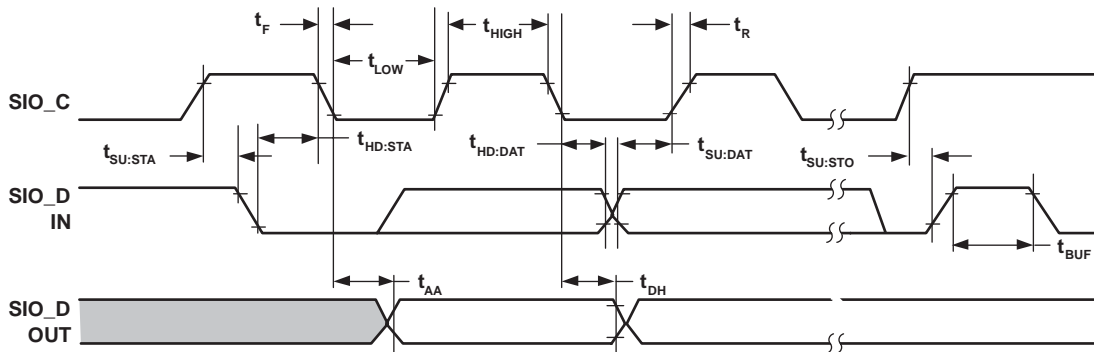 tF
tHIGH
tR
tLOW
SIO_C
tSU:STA
tHD:STA
tHD:DAT
tSU:DAT
tSU:STO
SIO_D
IN
tBUF
tAA
tDH
SIO_D
OUT